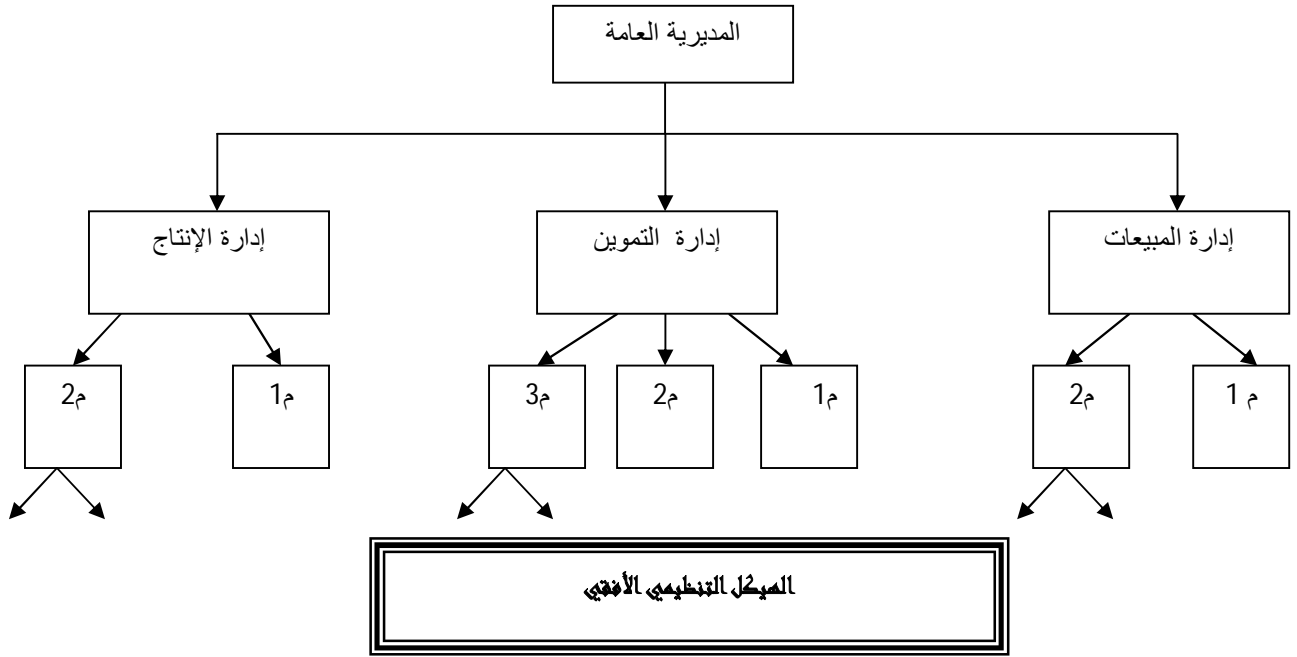 المديرية العامة
إدارة المبيعات
إدارة التموين
إدارة الإنتاج
م 1
م2
م1
م2
م3
م1
م2
الهيكل التنظيمي الأفقي